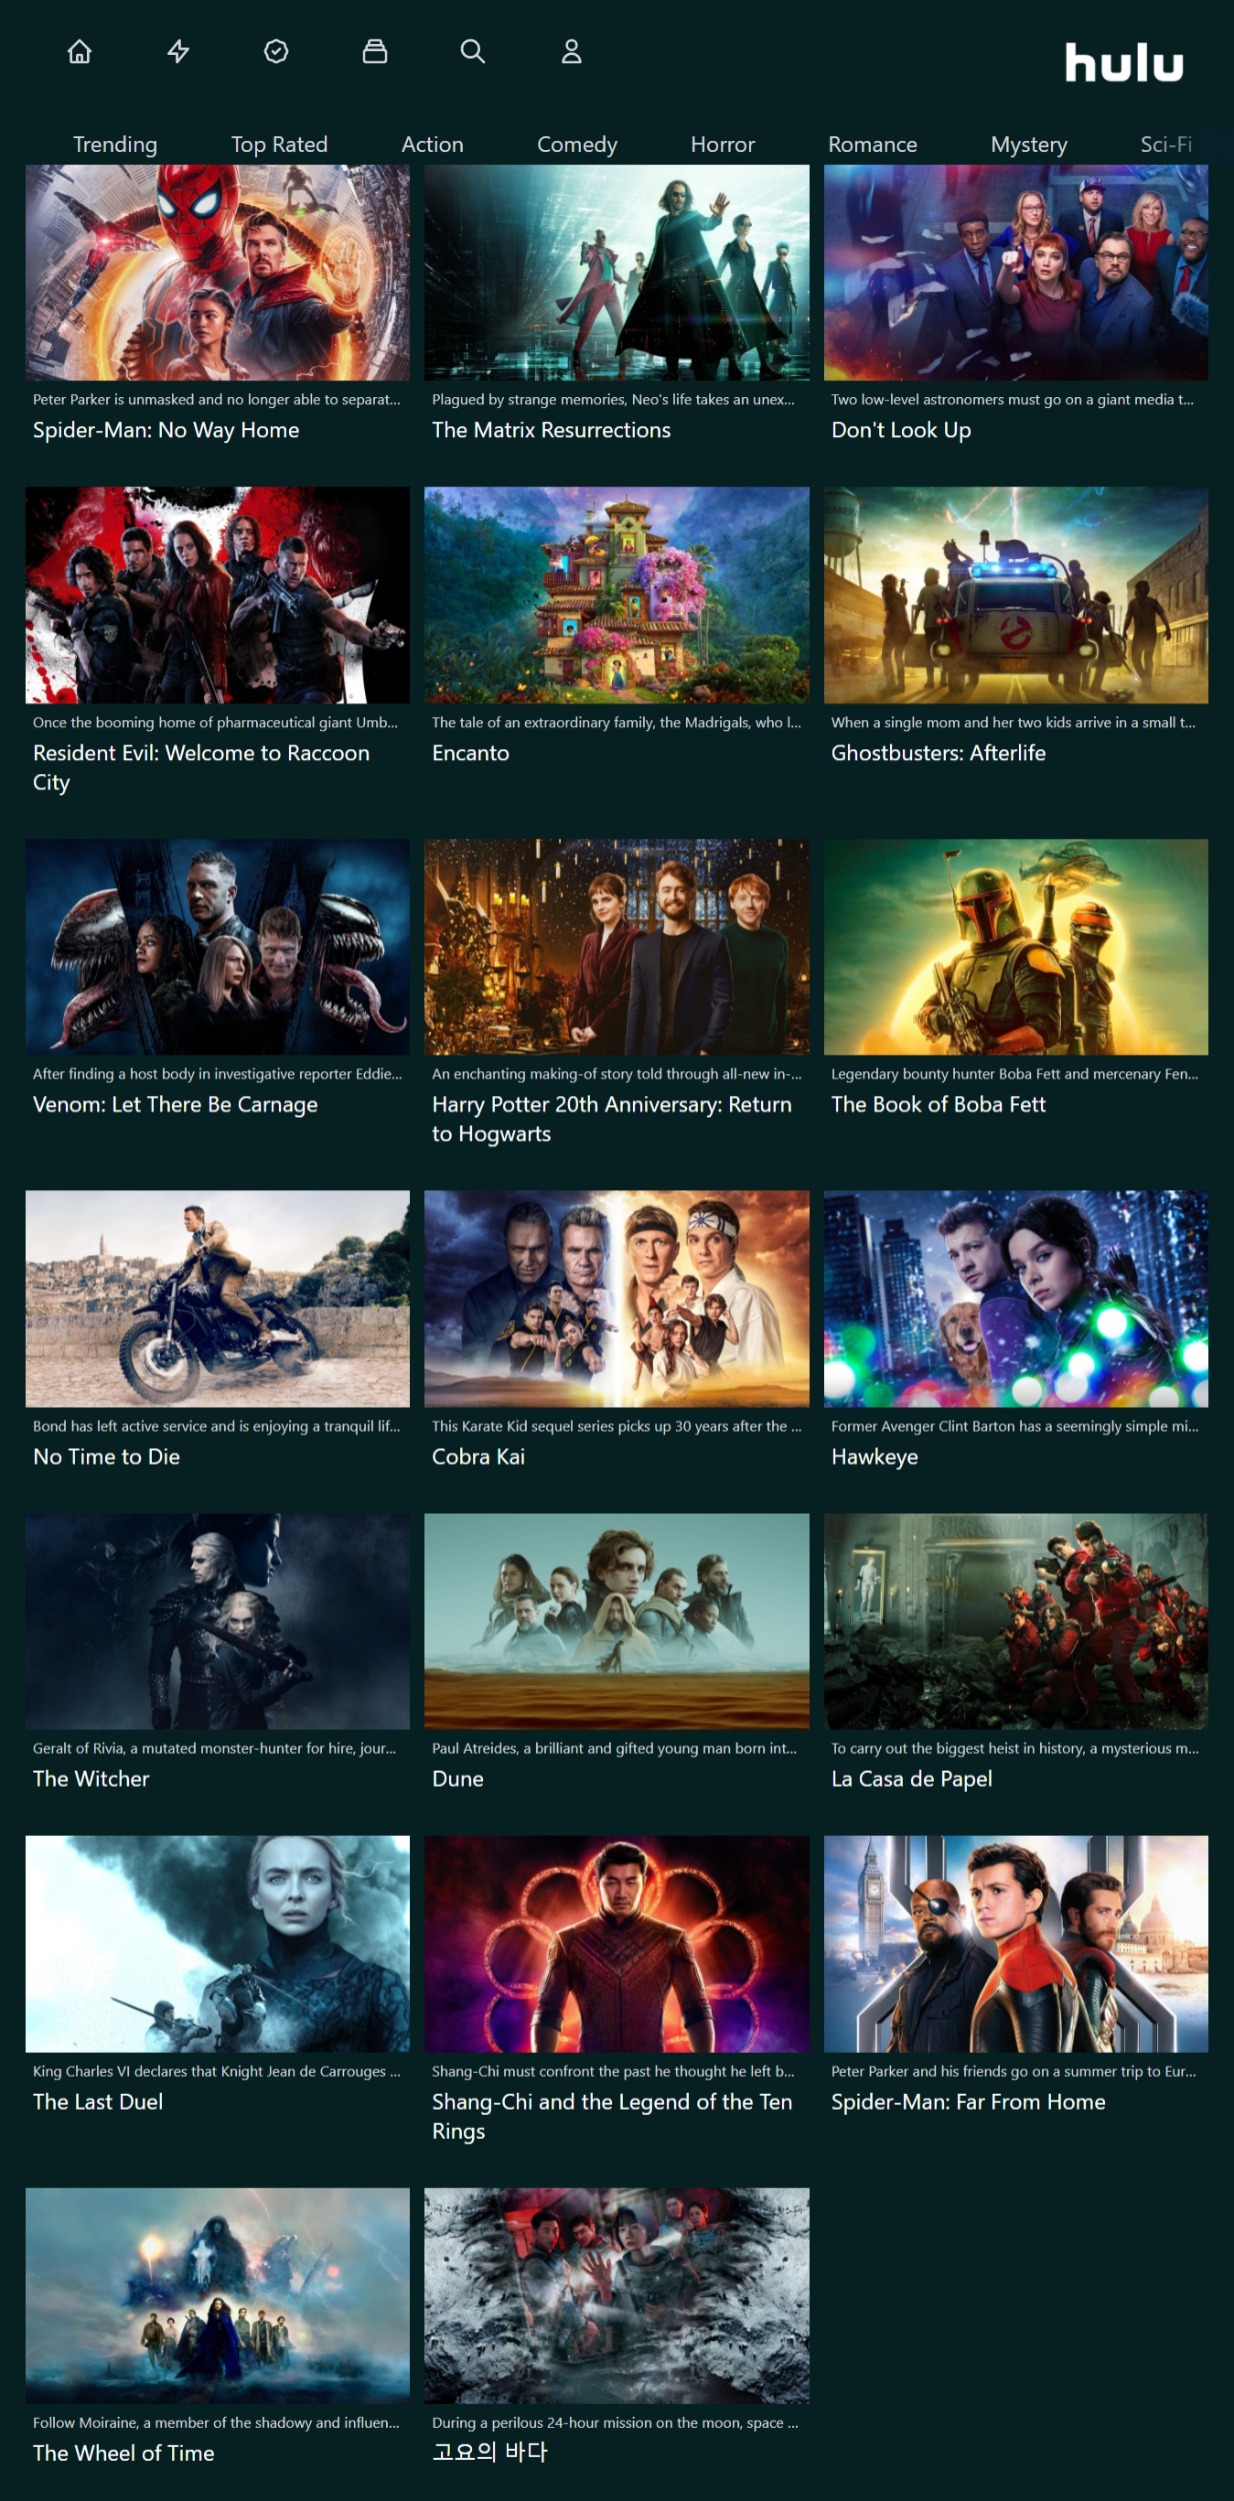 hulu
Trending Top Rated Action Comedy Horror Romance Mystery Sci-Fi
Peter Parker is unmasked and no longer able to separat...
Spider-Man: No Way Home
Plagued by strange memories, Neo's life takes an unex...
The Matrix Resurrections
Two low-level astronomers must go on a giant media t...
Don't Look Up
Once the booming home of pharmaceutical giant Umb...
Resident Evil: Welcome to Raccoon
City
The tale of an extraordinary family, the Madrigals, who l...
Encanto
When a single mom and her two kids arrive in a small t...
Ghostbusters: Afterlife
After finding a host body in investigative reporter Eddie...
Venom: Let There Be Carnage
An enchanting making-of story told through all-new in-...
Harry Potter 20th Anniversary: Return
to Hogwarts
Legendary bounty hunter Boba Fett and mercenary Fen...
The Book of Boba Fett
Bond has left active service and is enjoying a tranquil lif...
No Time to Die
This Karate Kid sequel series picks up 30 years after the ...
Cobra Kai
Former Avenger Clint Barton has a seemingly simple mi...
Hawkeye
Geralt of Rivia, a mutated monster-hunter for hire, jour...
The Witcher
Paul Atreides, a brilliant and gifted young man born int...
Dune
To carry out the biggest heist in history, a mysterious m...
La Casa de Papel
King Charles VI declares that Knight Jean de Carrouges ...
The Last Duel
Shang-Chi must confront the past he thought he left b...
Shang-Chi and the Legend of the Ten
Rings
Peter Parker and his friends go on a summer trip to Eur...
Spider-Man: Far From Home
Follow Moiraine, a member of the shadowy and influen...
The Wheel of Time
During a perilous 24-hour mission on the moon, space ...
고요의 바다